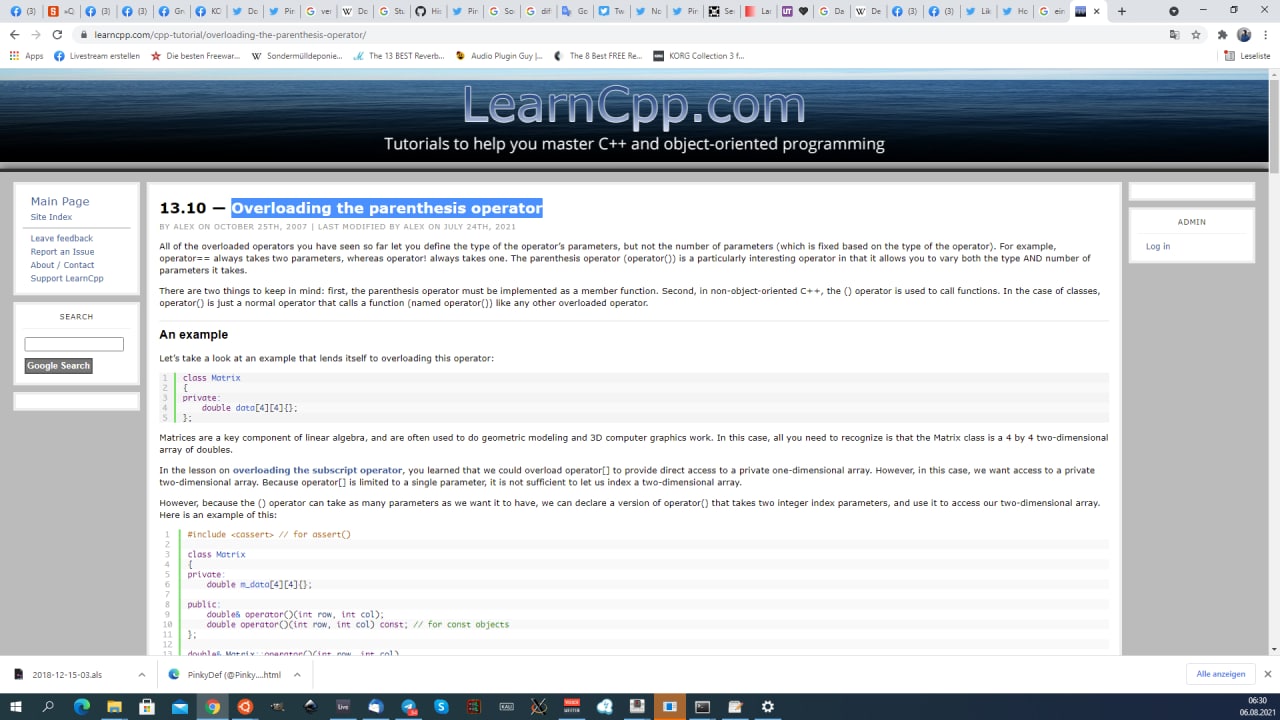 (3)
»Q
(3)
(3)
Gr
KC
Do
Pir
ver
Do
Stu
Hic
Pir
So
dif
Go
Tw
No
Pir
Se
Lar
UT
Da
De
(3)
(3)
Lik
Ho
ein
learncpp.com/cpp-tutorial/overloading-the-parenthesis-operator/
Apps
Livestream erstellen
Die besten Freewar...
Sondermülldeponie...
The 13 BEST Reverb...
Audio Plugin Guy |...
The 8 Best FREE Re...
KORG Collection 3 f...
Leseliste
LearnCpp.com
Tutorials to help you master C++ and object-oriented programming
Main Page
Site Index
Leave feedback
Report an Issue
About / Contact
Support LearnCpp
SEARCH
Google Search
13.10 — Overloading the parenthesis operator
BY ALEX ON OCTOBER 25TH, 2007 | LAST MODIFIED BY ALEX ON JULY 24TH, 2021
All of the overloaded operators you have seen so far let you define the type of the operator's parameters, but not the number of parameters (which is fixed based on the type of the operator). For example,
operator== always takes two parameters, whereas operator! always takes one. The parenthesis operator (operator()) is a particularly interesting operator in that it allows you to vary both the type AND number of
parameters it takes.
There are two things to keep in mind: first, the parenthesis operator must be implemented as a member function. Second, in non-object-oriented C++, the () operator is used to call functions. In the case of classes,
operator() is just a normal operator that calls a function (named operator()) like any other overloaded operator.
An example
Let's take a look at an example that lends itself to overloading this operator:
1 class Matrix
2 {
3 private:
4 double data[4][4]{};
5 };
Matrices are a key component of linear algebra, and are often used to do geometric modeling and 3D computer graphics work. In this case, all you need to recognize is that the Matrix class is a 4 by 4 two-dimensional
array of doubles.
In the lesson on overloading the subscript operator, you learned that we could overload operator[] to provide direct access to a private one-dimensional array. However, in this case, we want access to a private
two-dimensional array. Because operator[] is limited to a single parameter, it is not sufficient to let us index a two-dimensional array.
However, because the () operator can take as many parameters as we want it to have, we can declare a version of operator() that takes two integer index parameters, and use it to access our two-dimensional array.
Here is an example of this:
1 #include <cassert> // for assert()
2
3 class Matrix
4 {
5 private:
6 double m_data[4][4]{};
7
8 public:
9 double& operator()(int row, int col);
10 double operator()(int row, int col) const; // for const objects
11 };
12
13 double& Matrix::operator()(int row, int col)
ADMIN
Log in
2018-12-15-03.als
PinkyDef (@Pinky....html
Alle anzeigen
Live
KAU
06:30
06.08.2021